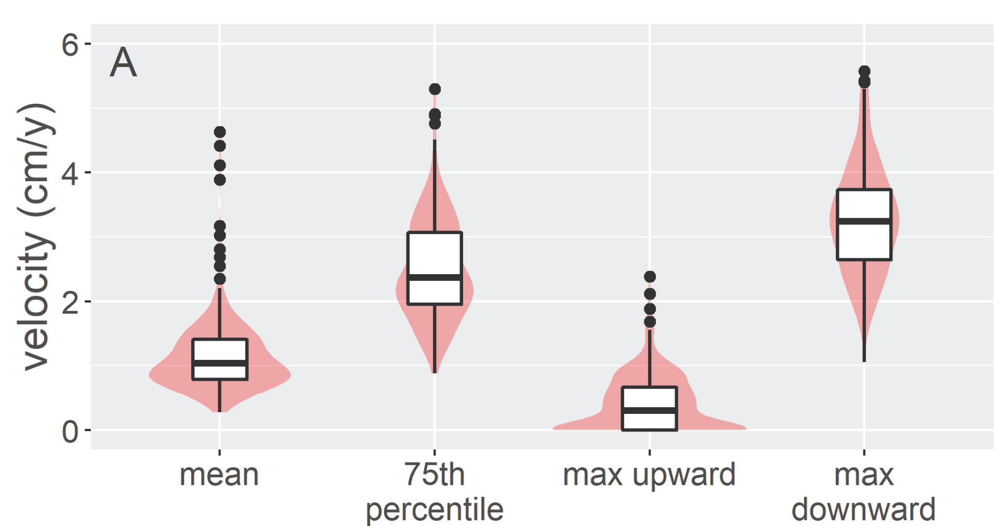 A
velocity (cm/y)
6
4
2
0
mean
75th
percentile
max upward
max
downward